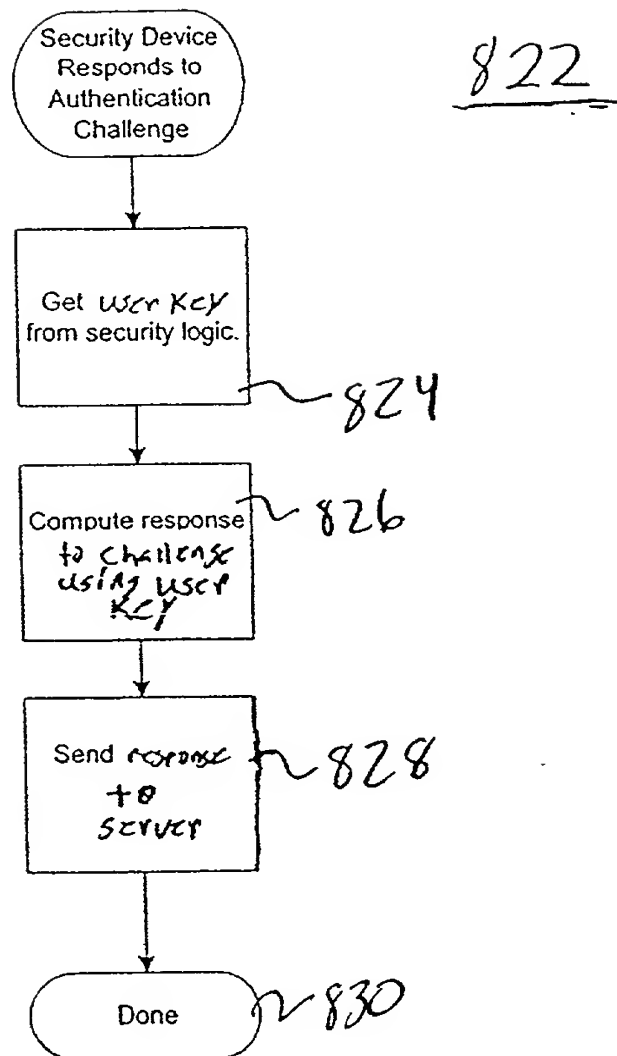 Security Device
Responds to
Authentication
Challenge
822
Get user key
from security logic.
824
Compute response
to challenge
using user
key
826
Send response
to
server
828
Done
830